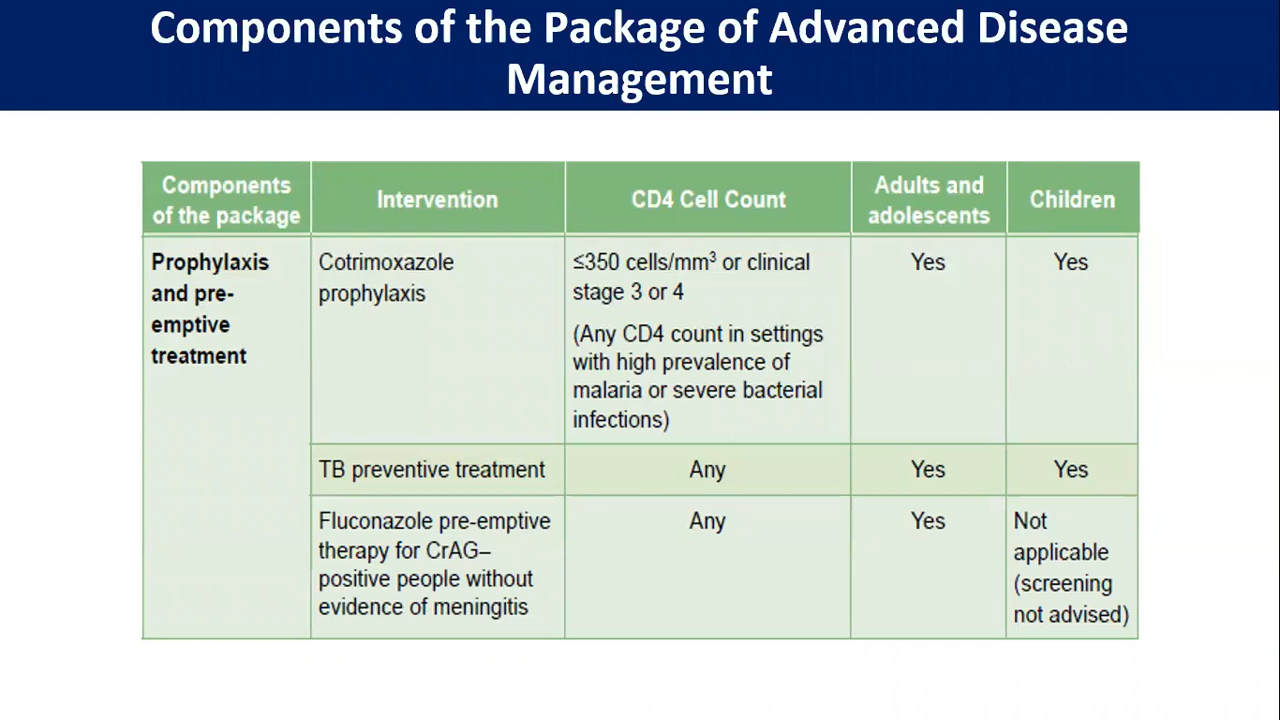 Components of the Package of Advanced Disease
Management
Components
of the package
Intervention
CD4 Cell Count
Adults and
adolescents
Children
Prophylaxis
and pre-
emptive
treatment
Cotrimoxazole
prophylaxis
≤350 cells/mm³ or clinical
stage 3 or 4
(Any CD4 count in settings
with high prevalence of
malaria or severe bacterial
infections)
Yes
Yes
TB preventive treatment
Any
Yes
Yes
Fluconazole pre-emptive
therapy for CrAG–
positive people without
evidence of meningitis
Any
Yes
Not
applicable
(screening
not advised)